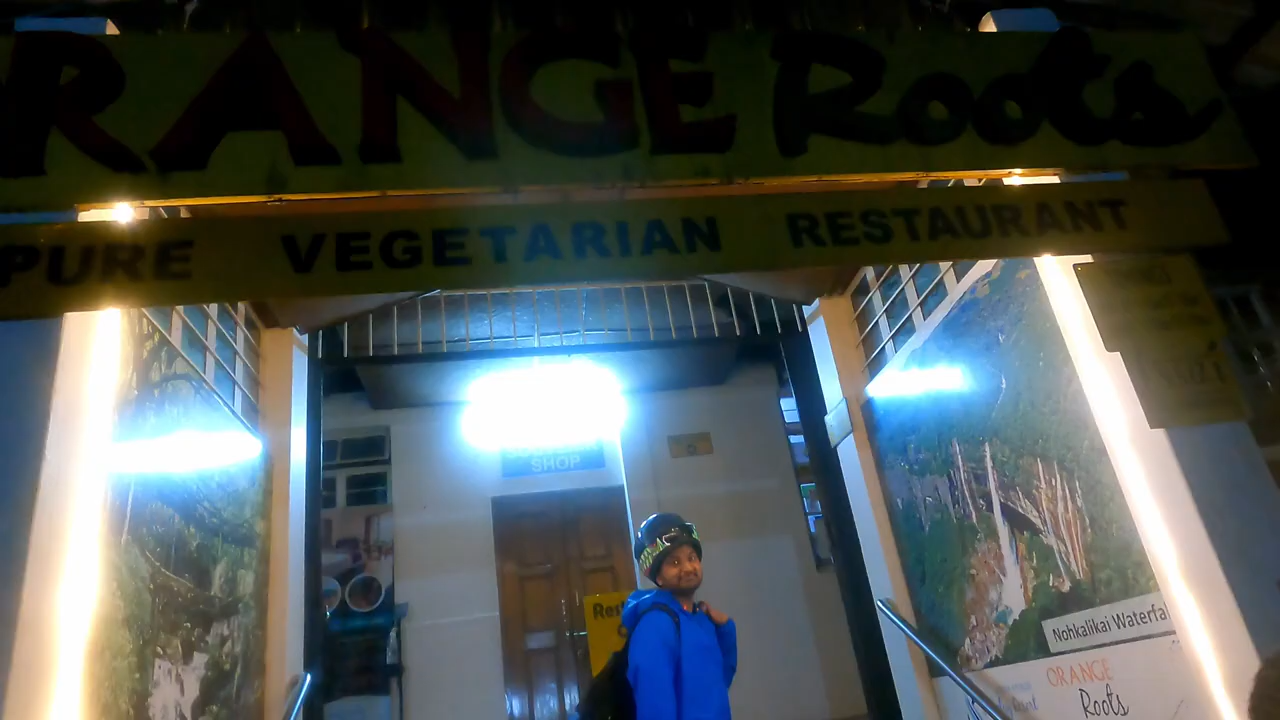 RANGE Roots
PURE VEGETARIAN RESTAURANT
SHOP
Nohkalikai Waterfal
ORANGE
Roots